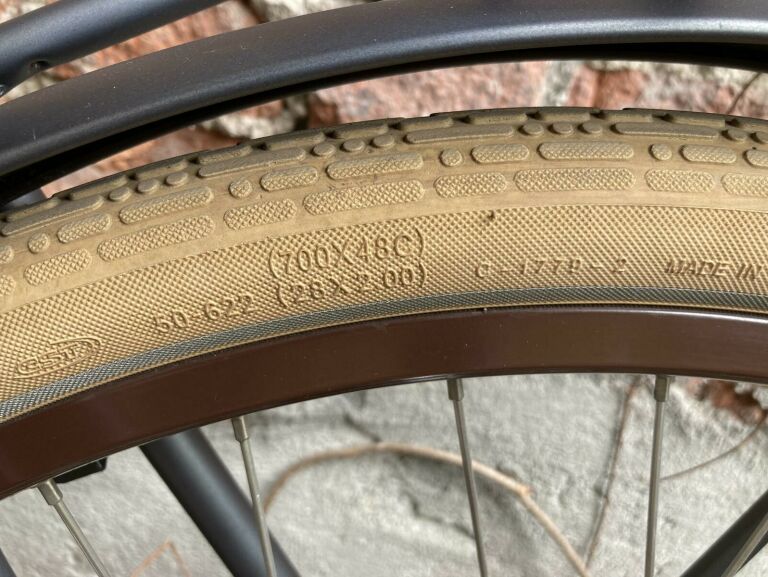 CST
50-622
(700X48C)
(28X2.00)
C-1779-2
MADE IN